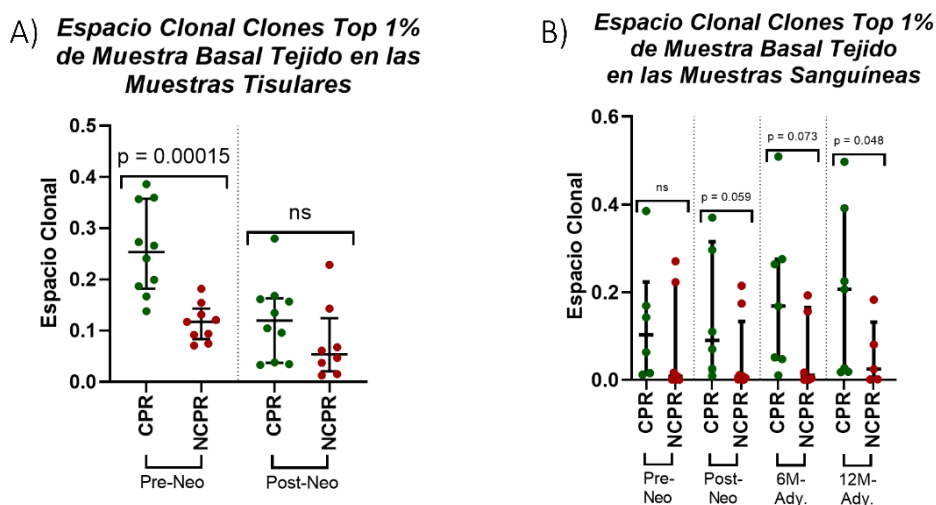 A)
Espacio Clonal Clones Top 1%
de Muestra Basal Tejido en las
Muestras Tisulares
Espacio Clonal
0.5
0.4
0.3
0.2
0.1
0.0
p = 0.00015
ns
CPR
NCPR
CPR
NCPR
Pre-Neo
Post-Neo
B)
Espacio Clonal Clones Top 1%
de Muestra Basal Tejido
en las Muestras Sanguíneas
Espacio Clonal
0.6
0.4
0.2
0.0
ns
p = 0.059
p = 0.073
p = 0.048
CPR
NCPR
CPR
NCPR
CPR
NCPR
CPR
NCPR
Pre-
Neo
Post-
Neo
6M-
Ady.
12M-
Ady.